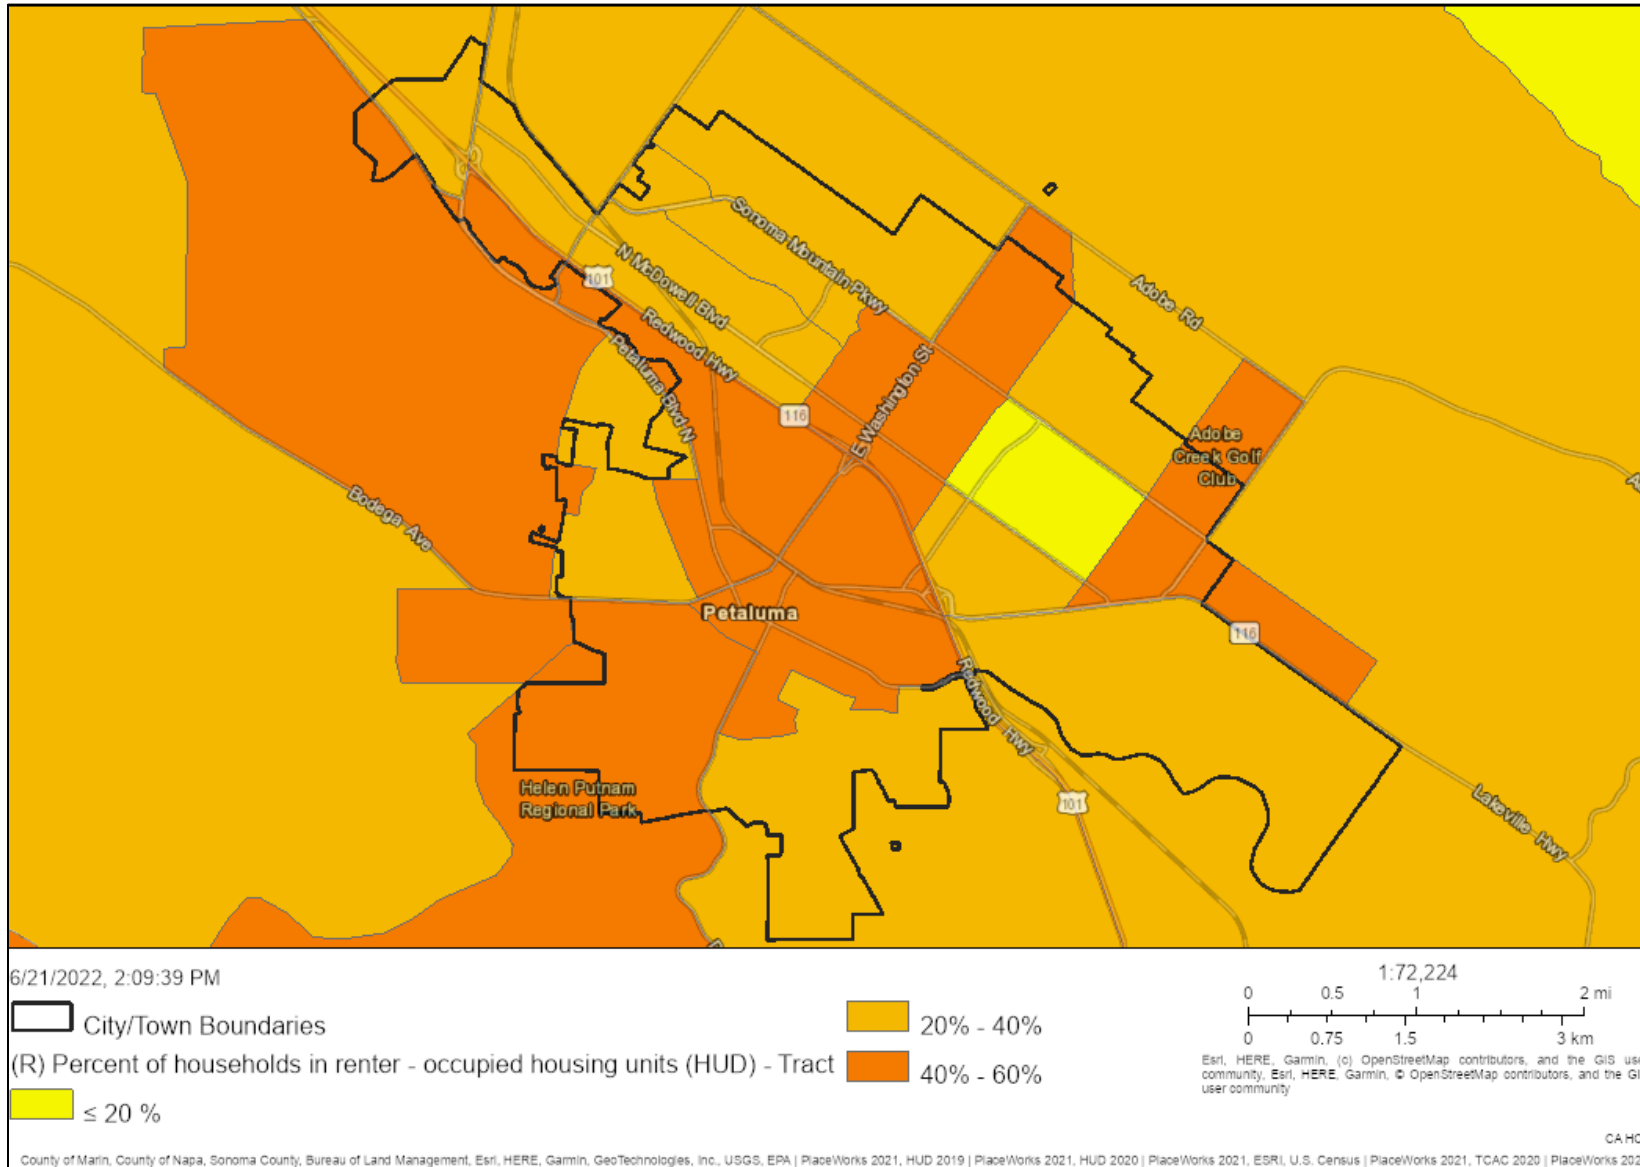 Sonoma Mountain Pkwy
N McDowell Blvd
101
Redwood Hwy
Petaluma Blvd N
116
E Washington St
Adobe Rd
Adobe
Creek Golf
Club
Bodega Ave
Petaluma
116
Redwood Hwy
101
Helen Putnam
Regional Park
Lakeville Hwy
6/21/2022, 2:09:39 PM
City/Town Boundaries
(R) Percent of households in renter - occupied housing units (HUD) - Tract
≤ 20 %
20% - 40%
40% - 60%
1:72,224
0 0.5 1 2 mi
0 0.75 1.5 3 km
Esri, HERE, Garmin, (c) OpenStreetMap contributors, and the GIS use
community, Esri, HERE, Garmin, © OpenStreetMap contributors, and the GI
user community
CA HC
County of Marin, County of Napa, Sonoma County, Bureau of Land Management, Esri, HERE, Garmin, GeoTechnologies, Inc., USGS, EPA | PlaceWorks 2021, HUD 2019 | PlaceWorks 2021, HUD 2020 | PlaceWorks 2021, ESRI, U.S. Census | PlaceWorks 2021, TCAC 2020 | PlaceWorks 202